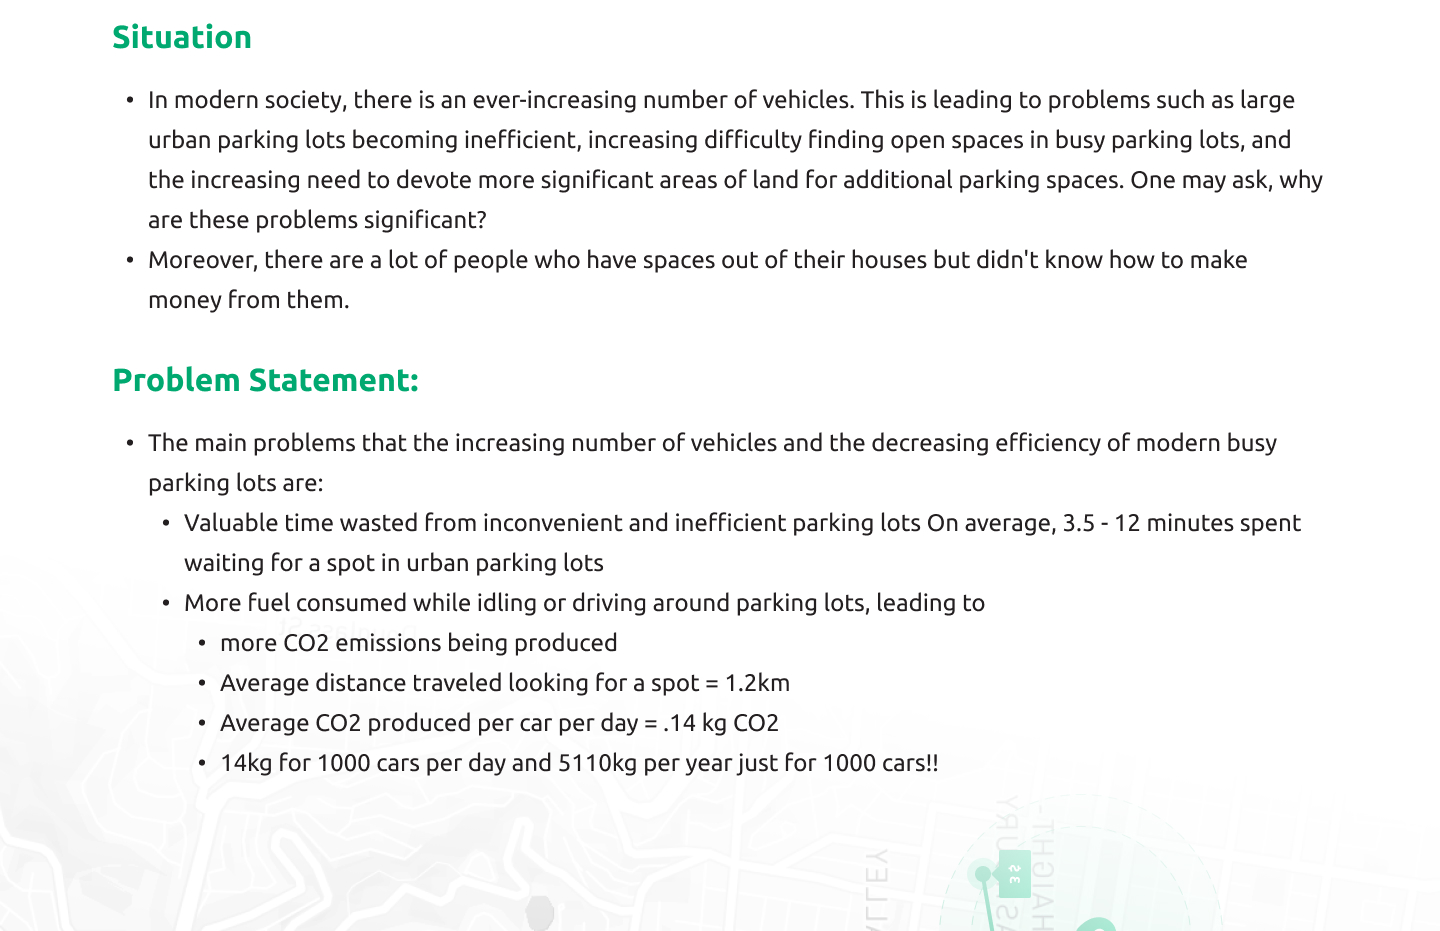 Situation
• In modern society, there is an ever-increasing number of vehicles. This is leading to problems such as large
urban parking lots becoming inefficient, increasing difficulty finding open spaces in busy parking lots, and
the increasing need to devote more significant areas of land for additional parking spaces. One may ask, why
are these problems significant?
• Moreover, there are a lot of people who have spaces out of their houses but didn't know how to make
money from them.
Problem Statement:
• The main problems that the increasing number of vehicles and the decreasing efficiency of modern busy
parking lots are:
• Valuable time wasted from inconvenient and inefficient parking lots On average, 3.5 - 12 minutes spent
waiting for a spot in urban parking lots
• More fuel consumed while idling or driving around parking lots, leading to
• more CO2 emissions being produced
• Average distance traveled looking for a spot = 1.2km
• Average CO2 produced per car per day = .14 kg CO2
• 14kg for 1000 cars per day and 5110kg per year just for 1000 cars!!